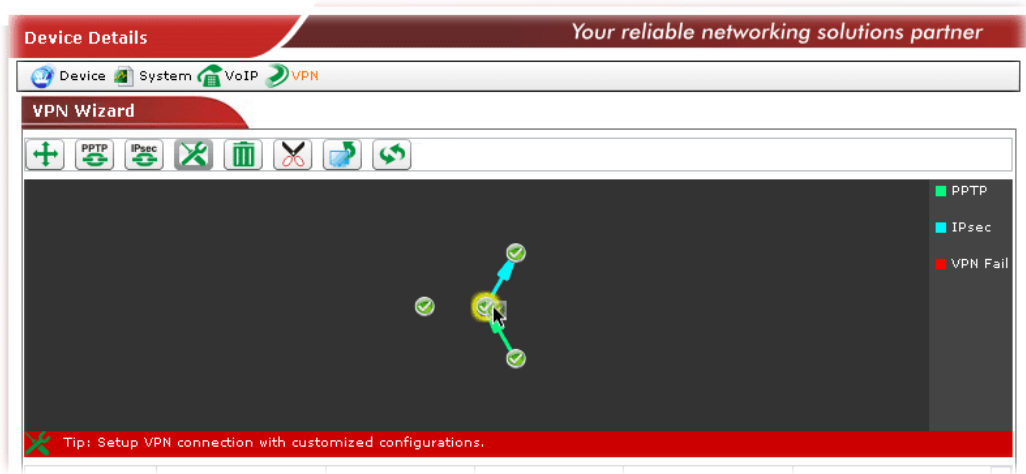 Device Details
Your reliable networking solutions partner
Device System VoIP VPN
VPN Wizard
PPTP IPsec
PPTP
IPsec
VPN Fail
Tip: Setup VPN connection with customized configurations.